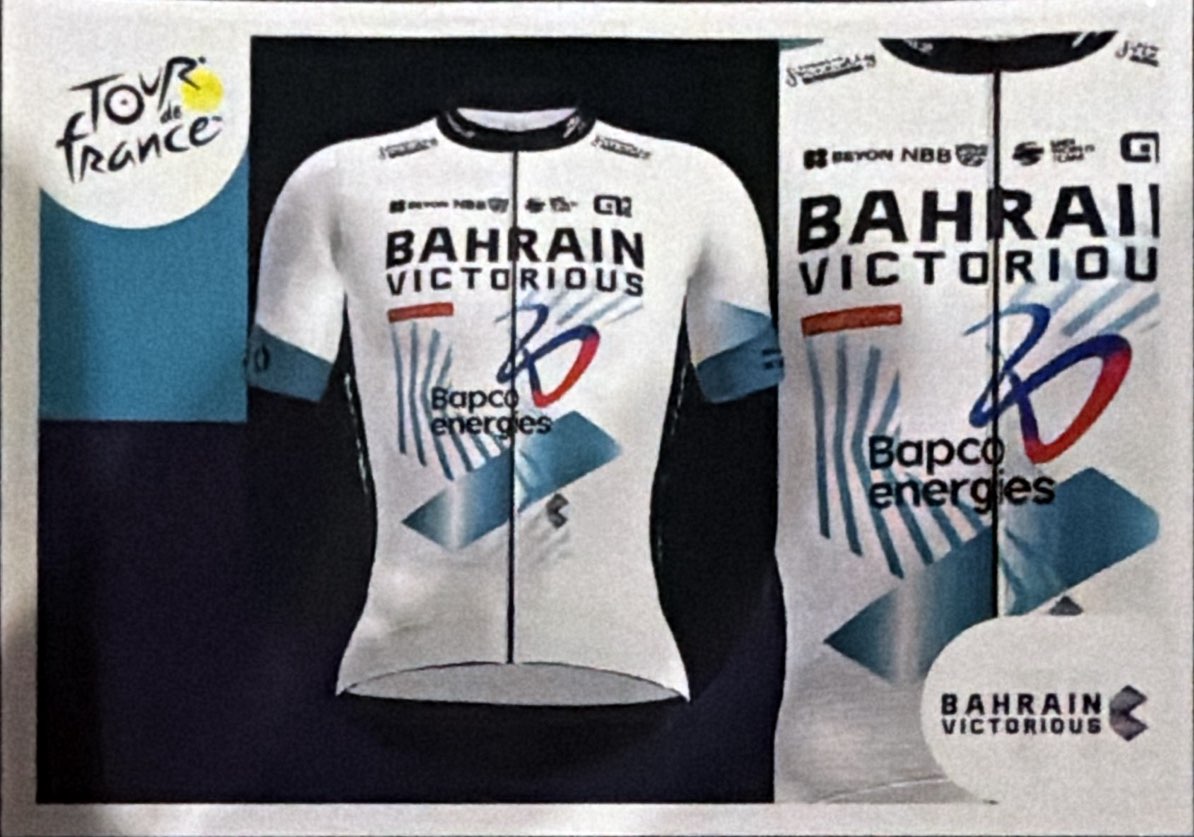 TOUR
de
france
BEYON NBB
BAHRAIN
VICTORIOUS
Bapco
energies
BEYON NBB
BAHRAI
VICTORIOU
Bapco
energies
BAHRAIN
VICTORIOUS